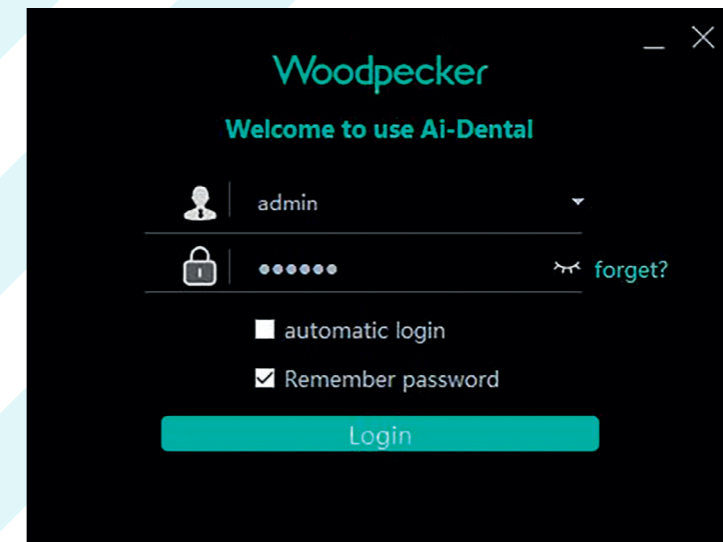 Woodpecker
Welcome to use Ai-Dental
admin
forget?
automatic login
Remember password
Login